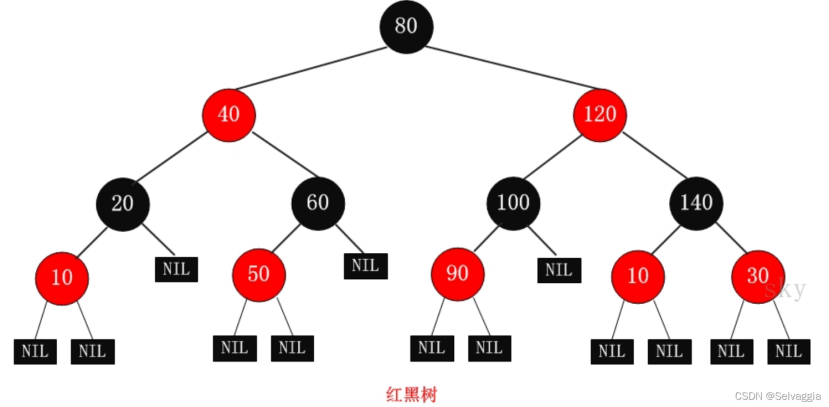 80
40 120
20 60 100 140
10 NIL 50 NIL 90 NIL 10 30
sky
NIL NIL NIL NIL NIL NIL NIL NIL NIL NIL
红黑树
CSDN @Selvaggia